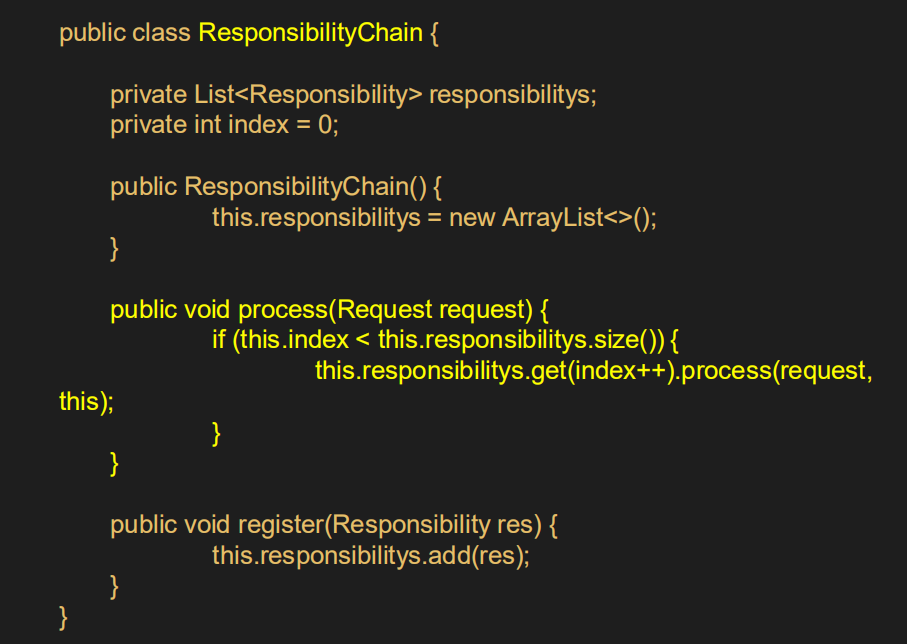 public class ResponsibilityChain {
private List<Responsibility> responsibilitys;
private int index = 0;
public ResponsibilityChain() {
this.responsibilitys = new ArrayList<>();
}
public void process(Request request) {
if (this.index < this.responsibilitys.size()) {
this.responsibilitys.get(index++).process(request,
this);
}
}
public void register(Responsibility res) {
this.responsibilitys.add(res);
}
}